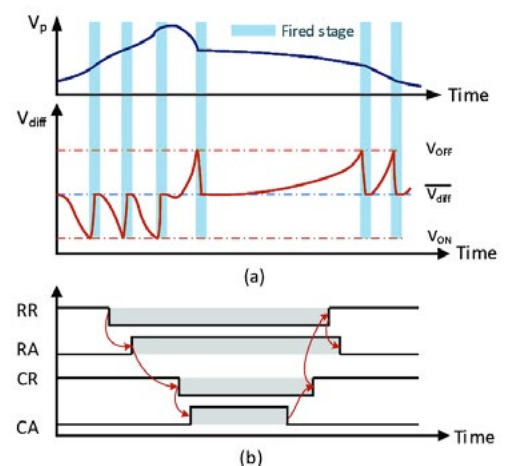 Vp
Fired stage
Time
Vdiff
VOFF
Vdiff
VON
Time
(a)
RR
RA
CR
CA
Time
(b)